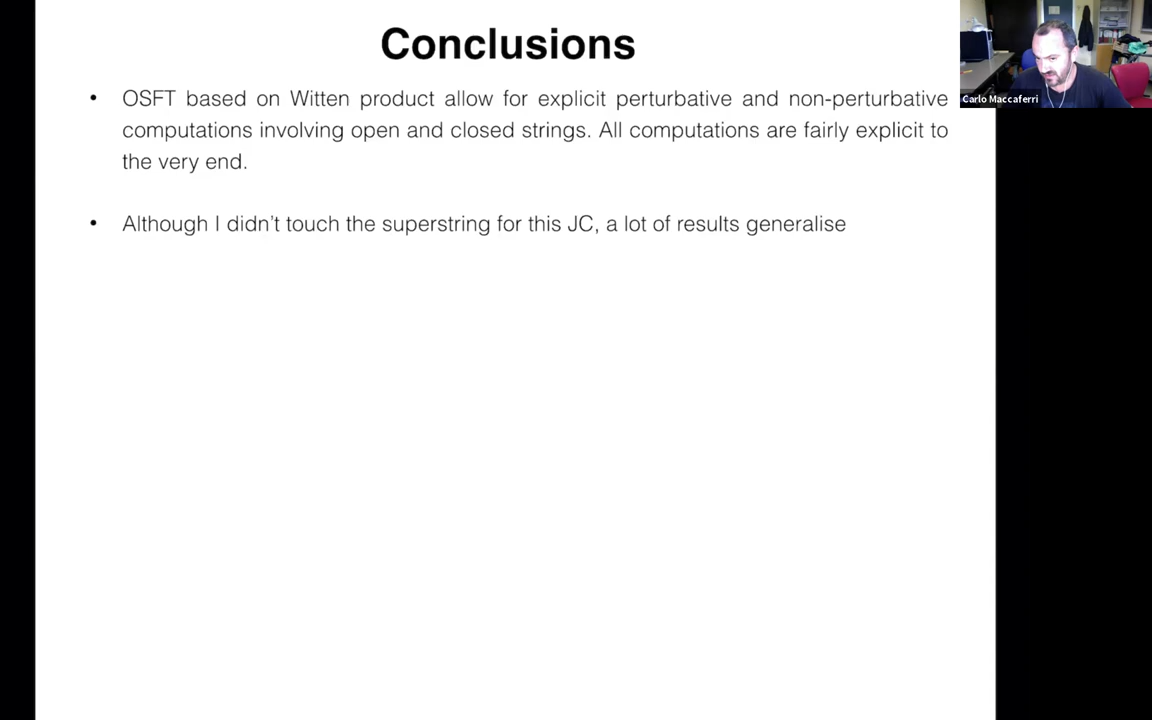 Conclusions
• OSFT based on Witten product allow for explicit perturbative and non-perturbative
computations involving open and closed strings. All computations are fairly explicit to
the very end.
• Although I didn't touch the superstring for this JC, a lot of results generalise
Carlo Maccaferri